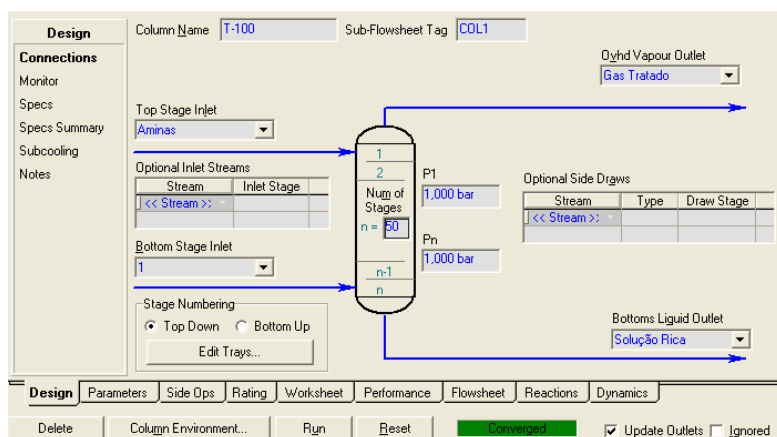 Design
Connections
Monitor
Specs
Specs Summary
Subcooling
Notes
Column Name T-100 Sub-Flowsheet Tag COL1
Ovhd Vapour Outlet
Gas Tratado
Top Stage Inlet
Aminas
Optional Inlet Streams
Stream Inlet Stage
<< Stream >>
Bottom Stage Inlet
1
Stage Numbering
Top Down Bottom Up
Edit Trays...
1
2
Num of
Stages
n = 50
n-1
n
P1
1,000 bar
Pn
1,000 bar
Optional Side Draws
Stream Type Draw Stage
<< Stream >>
Bottoms Liquid Outlet
Solução Rica
Design Parameters Side Ops Rating Worksheet Performance Flowsheet Reactions Dynamics
Delete Column Environment... Run Reset Converged Update Outlets Ignored